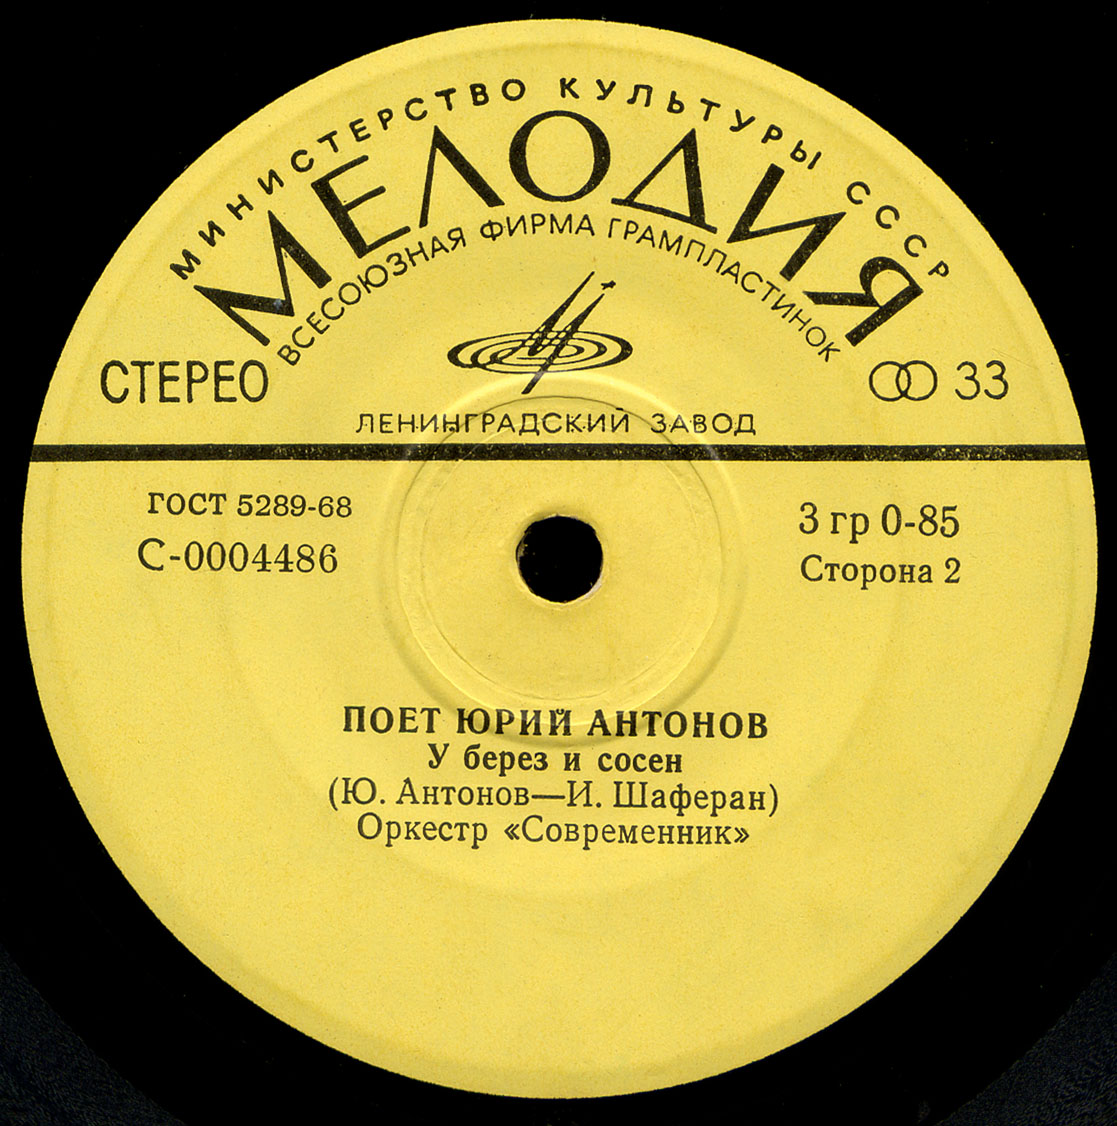 МИНИСТЕРСТВО КУЛЬТУРЫ СССР
МЕЛОДИЯ
ВСЕСОЮЗНАЯ ФИРМА ГРАМПЛАСТИНОК
СТЕРЕО
33
ЛЕНИНГРАДСКИЙ ЗАВОД
ГОСТ 5289-68
С-0004486
3 гр 0-85
Сторона 2
ПОЕТ ЮРИЙ АНТОНОВ
У берез и сосен
(Ю. Антонов—И. Шаферан)
Оркестр «Современник»